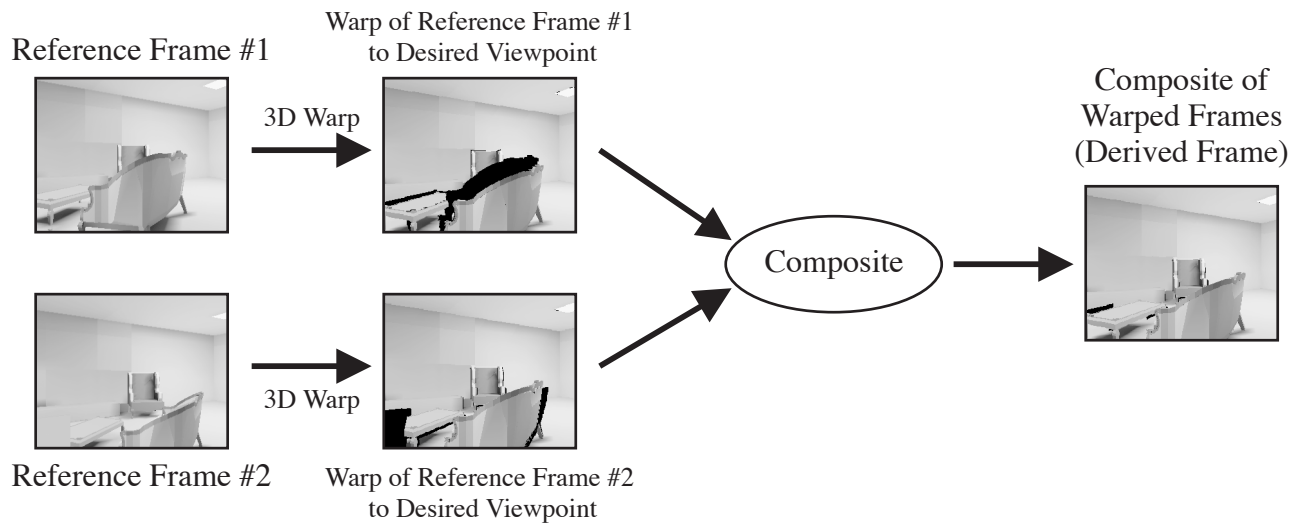 Reference Frame #1
Warp of Reference Frame #1
to Desired Viewpoint
3D Warp
Composite of
Warped Frames
(Derived Frame)
Composite
3D Warp
Reference Frame #2
Warp of Reference Frame #2
to Desired Viewpoint